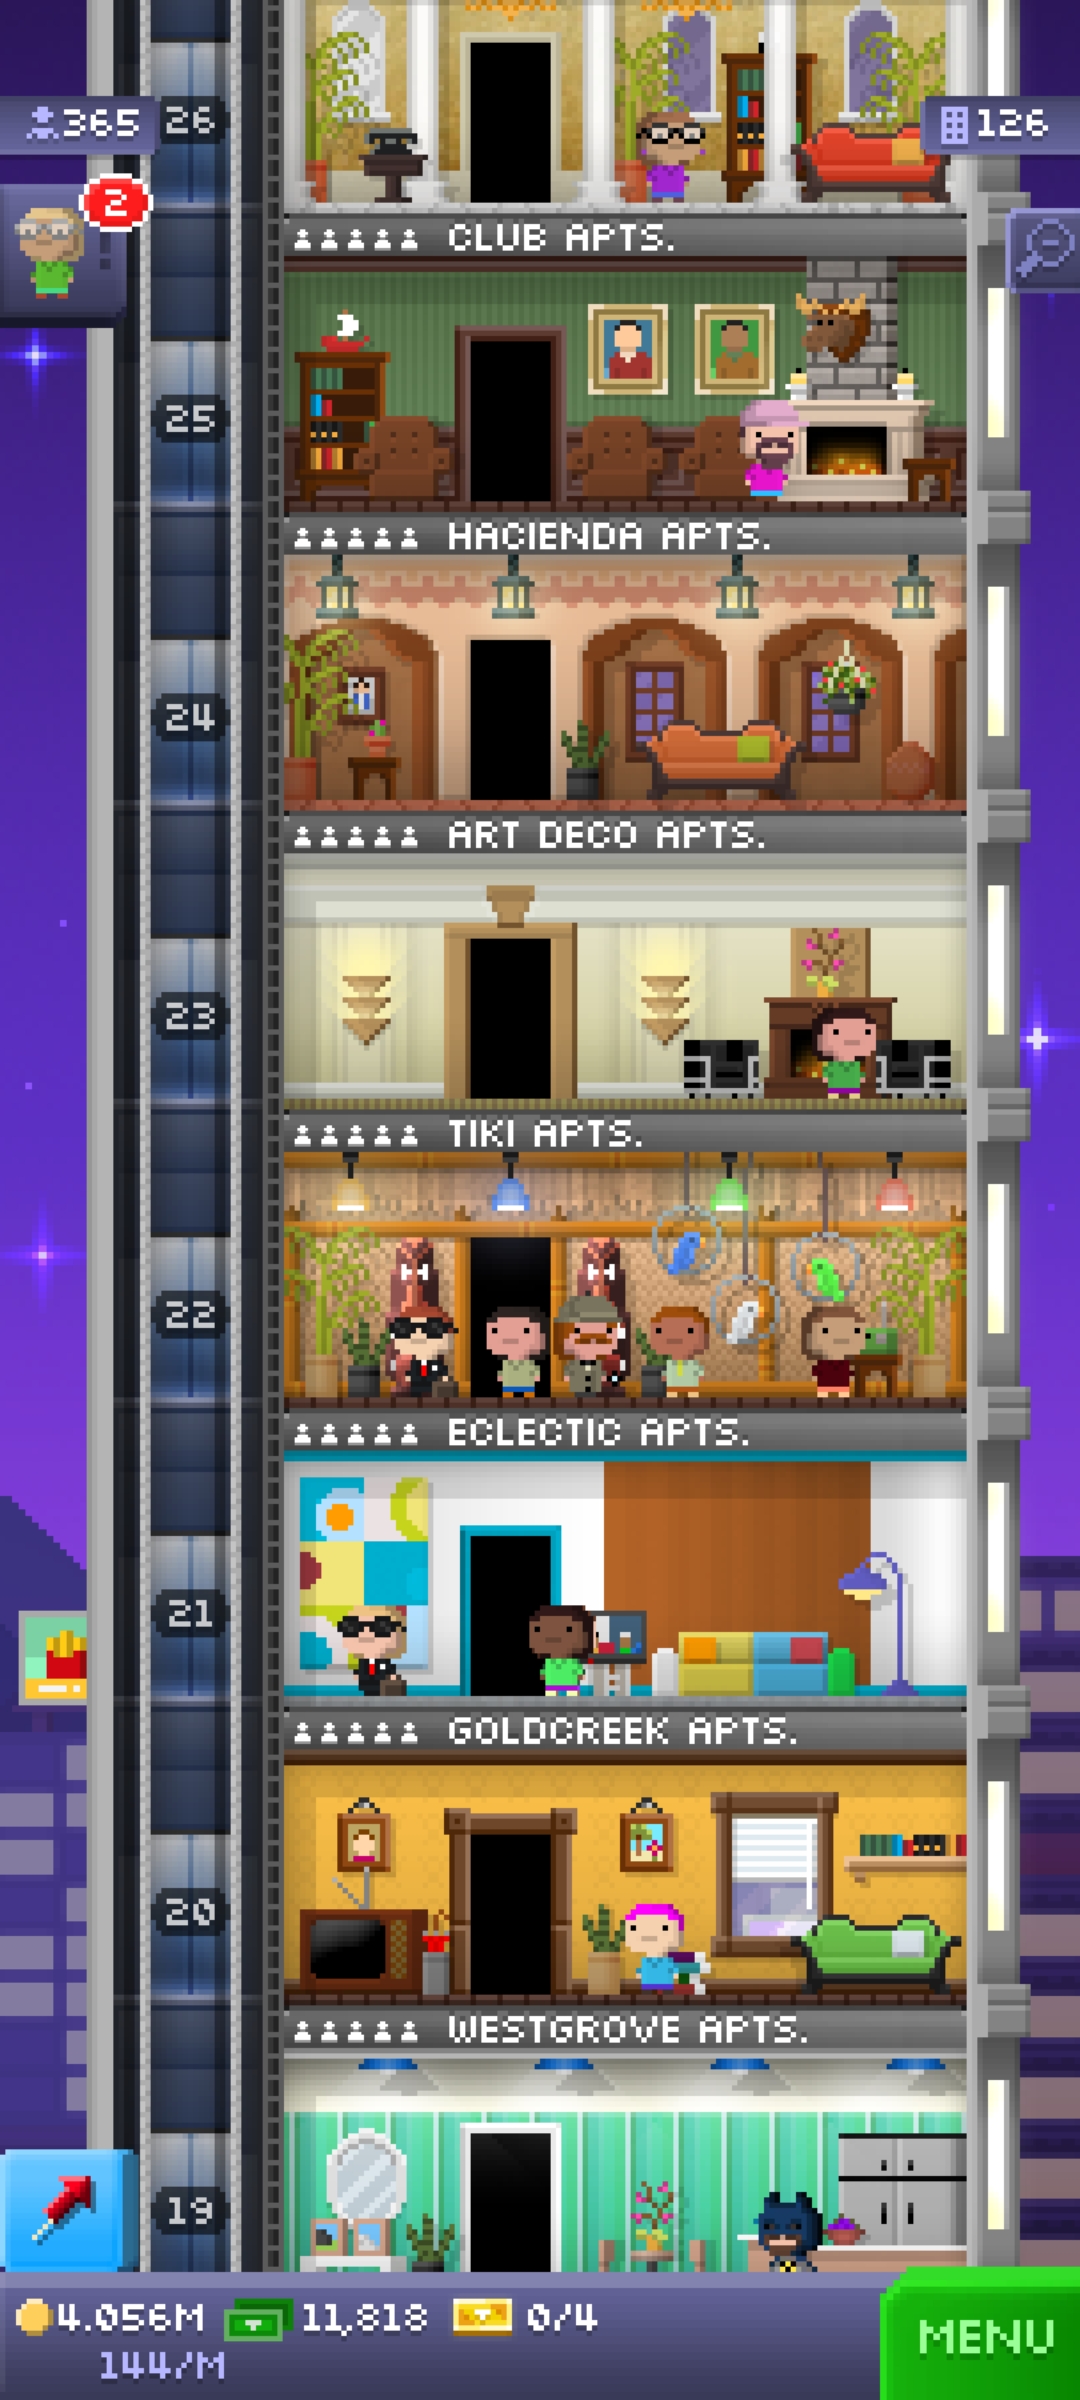 26
365
126
2
CLUB APTS.
25
HACIENDA APTS.
24
ART DECO APTS.
23
TIKI APTS.
22
ECLECTIC APTS.
21
GOLDCREEK APTS.
20
WESTGROVE APTS.
19
4.056M 11,818 0/4
144/M
MENU